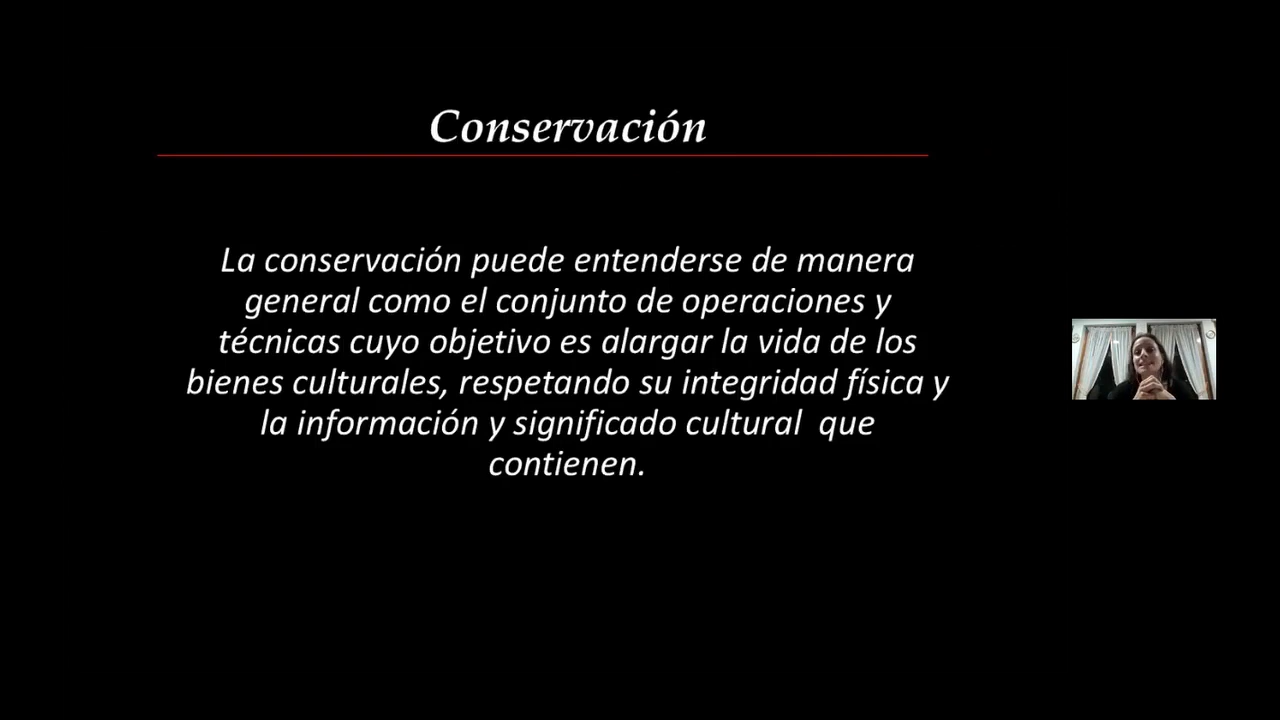 Conservación
La conservación puede entenderse de manera
general como el conjunto de operaciones y
técnicas cuyo objetivo es alargar la vida de los
bienes culturales, respetando su integridad física y
la información y significado cultural  que
contienen.